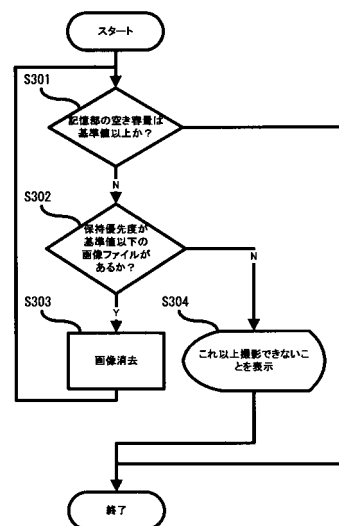 スタート
S301
記憶部の空き容量は
基準値以上か？
N
S302
保持優先度が
基準値以下の
画像ファイルが
あるか？
N
Y
S303
画像消去
S304
これ以上撮影できないこ
とを表示
終了